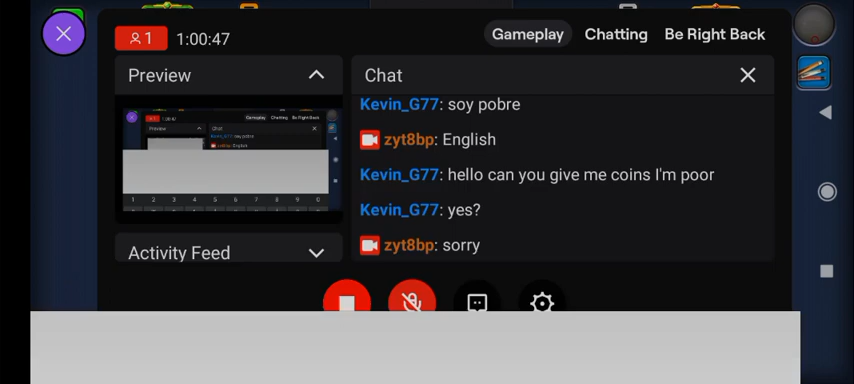 1 1:00:47 Gameplay Chatting Be Right Back
Preview
Chat
Kevin_G77: soy pobre
zyt8bp: English
Kevin_G77: hello can you give me coins I'm poor
Kevin_G77: yes?
zyt8bp: sorry
Activity Feed